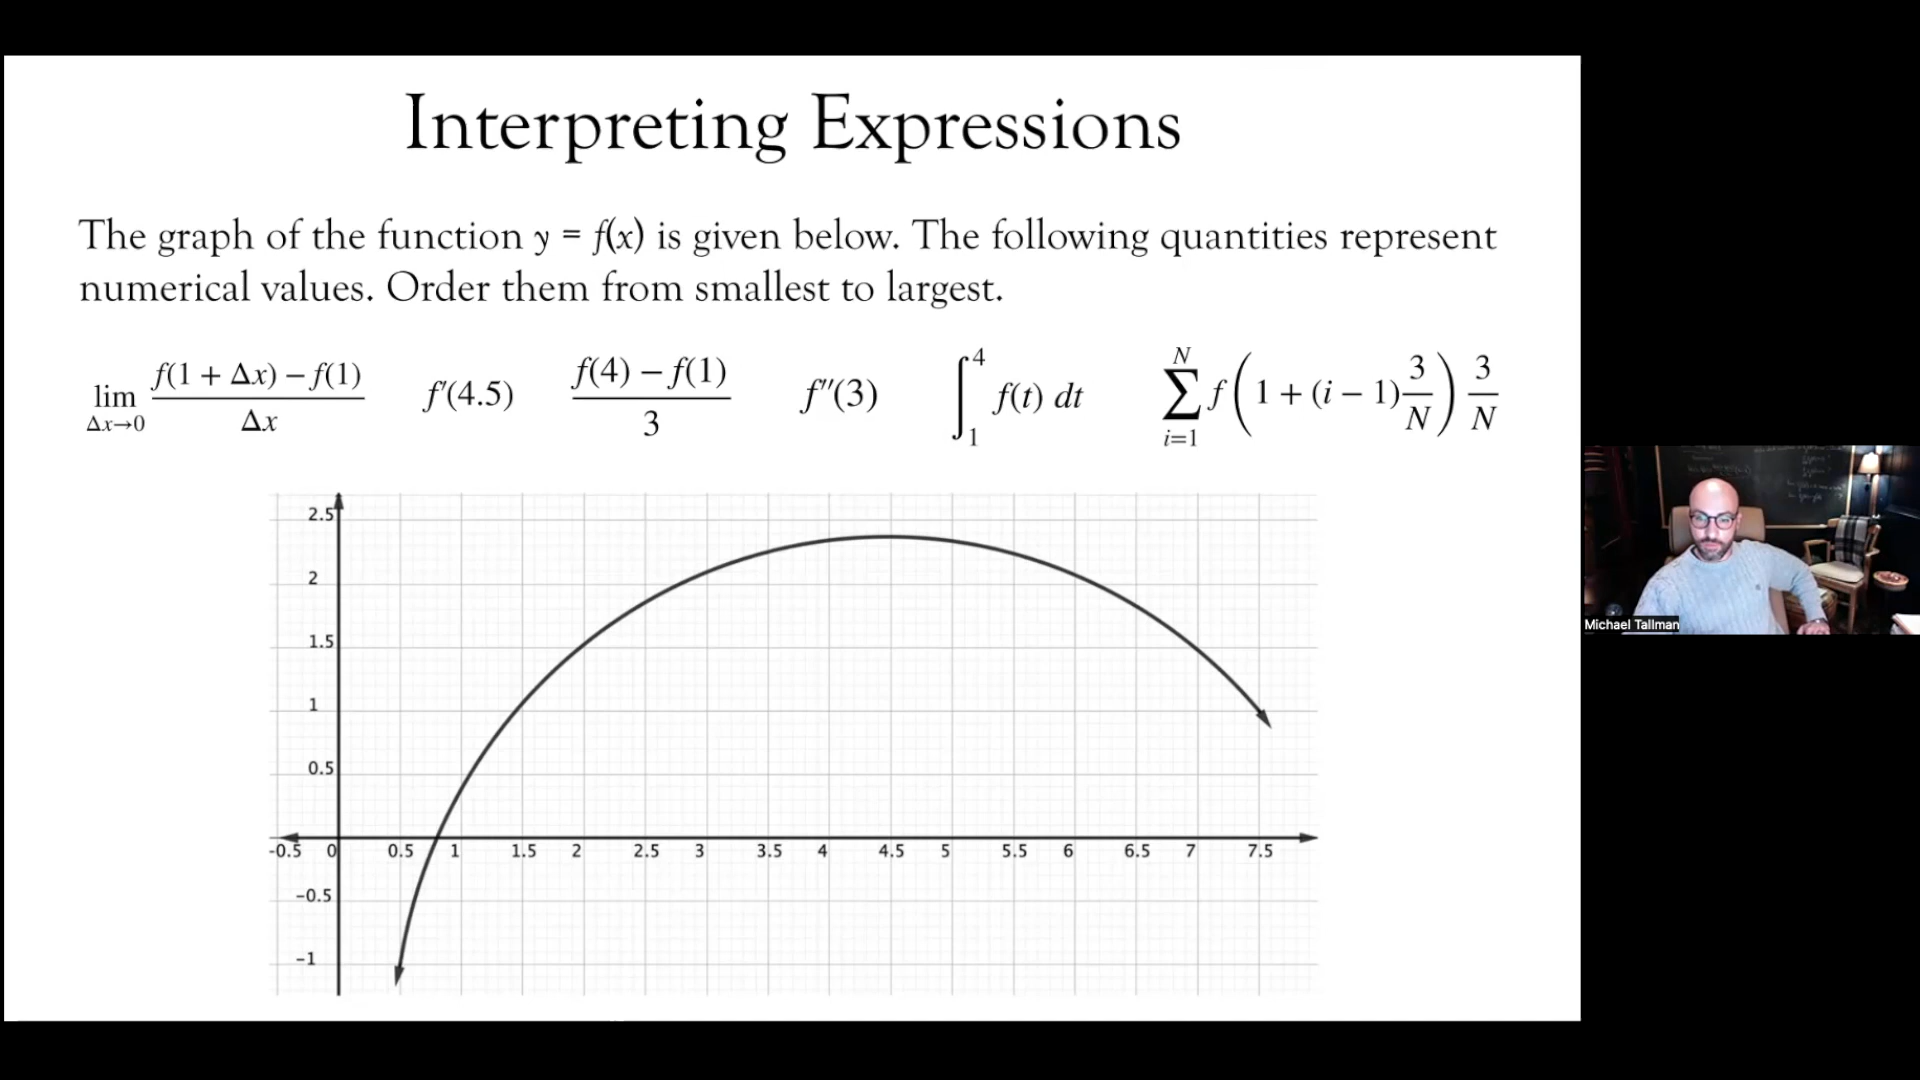 Interpreting Expressions
The graph of the function y = f(x) is given below. The following quantities represent
numerical values. Order them from smallest to largest.
lim Δx→0 (f(1 + Δx) – f(1))/Δx    f′(4.5)    (f(4) – f(1))/3    f″(3)    ∫₁⁴ f(t) dt    ∑ i=1 N f(1 + (i – 1) 3/N) 3/N
2.5
2
1.5
1
0.5
-0.5 0 0.5 1 1.5 2 2.5 3 3.5 4 4.5 5 5.5 6 6.5 7 7.5
−0.5
−1
Michael Tallman